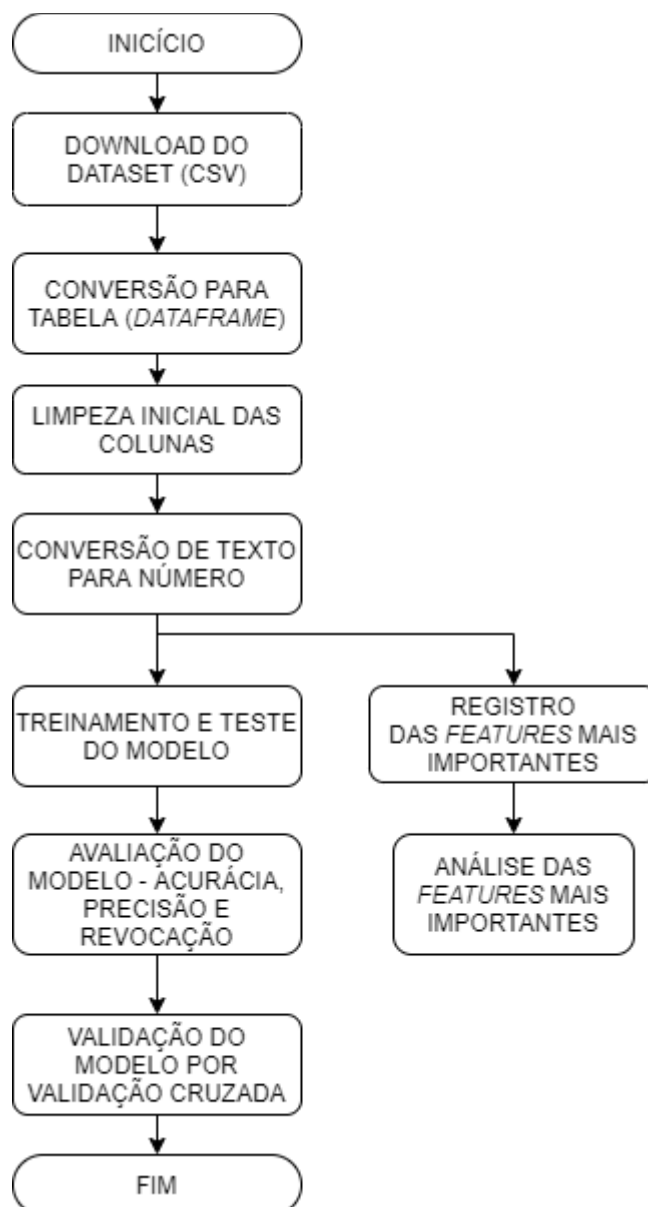 INICÍCIO
DOWNLOAD DO
DATASET (CSV)
CONVERSÃO PARA
TABELA (DATAFRAME)
LIMPEZA INICIAL DAS
COLUNAS
CONVERSÃO DE TEXTO
PARA NÚMERO
TREINAMENTO E TESTE
DO MODELO
REGISTRO
DAS FEATURES MAIS
IMPORTANTES
AVALIAÇÃO DO
MODELO - ACURÁCIA,
PRECISÃO E
REVOCAÇÃO
ANÁLISE DAS
FEATURES MAIS
IMPORTANTES
VALIDAÇÃO DO
MODELO POR
VALIDAÇÃO CRUZADA
FIM